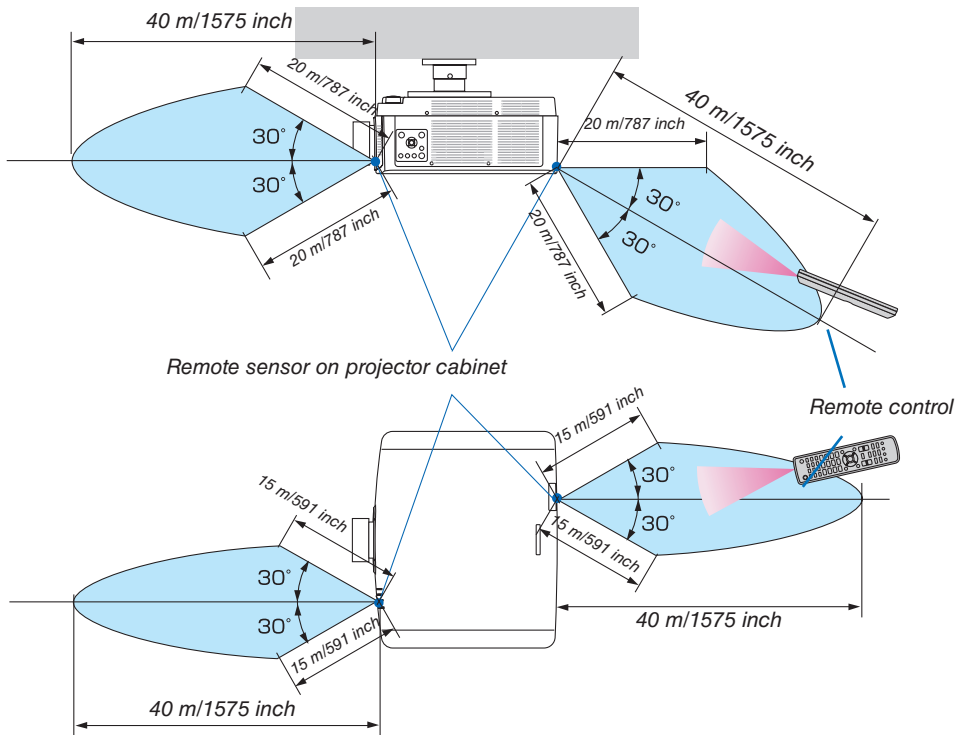 40 m/1575 inch
20 m/787 inch
30°
30°
20 m/787 inch
40 m/1575 inch
20 m/787 inch
30°
30°
20 m/787 inch
Remote sensor on projector cabinet
Remote control
15 m/591 inch
30°
30°
15 m/591 inch
40 m/1575 inch
15 m/591 inch
30°
30°
15 m/591 inch
40 m/1575 inch